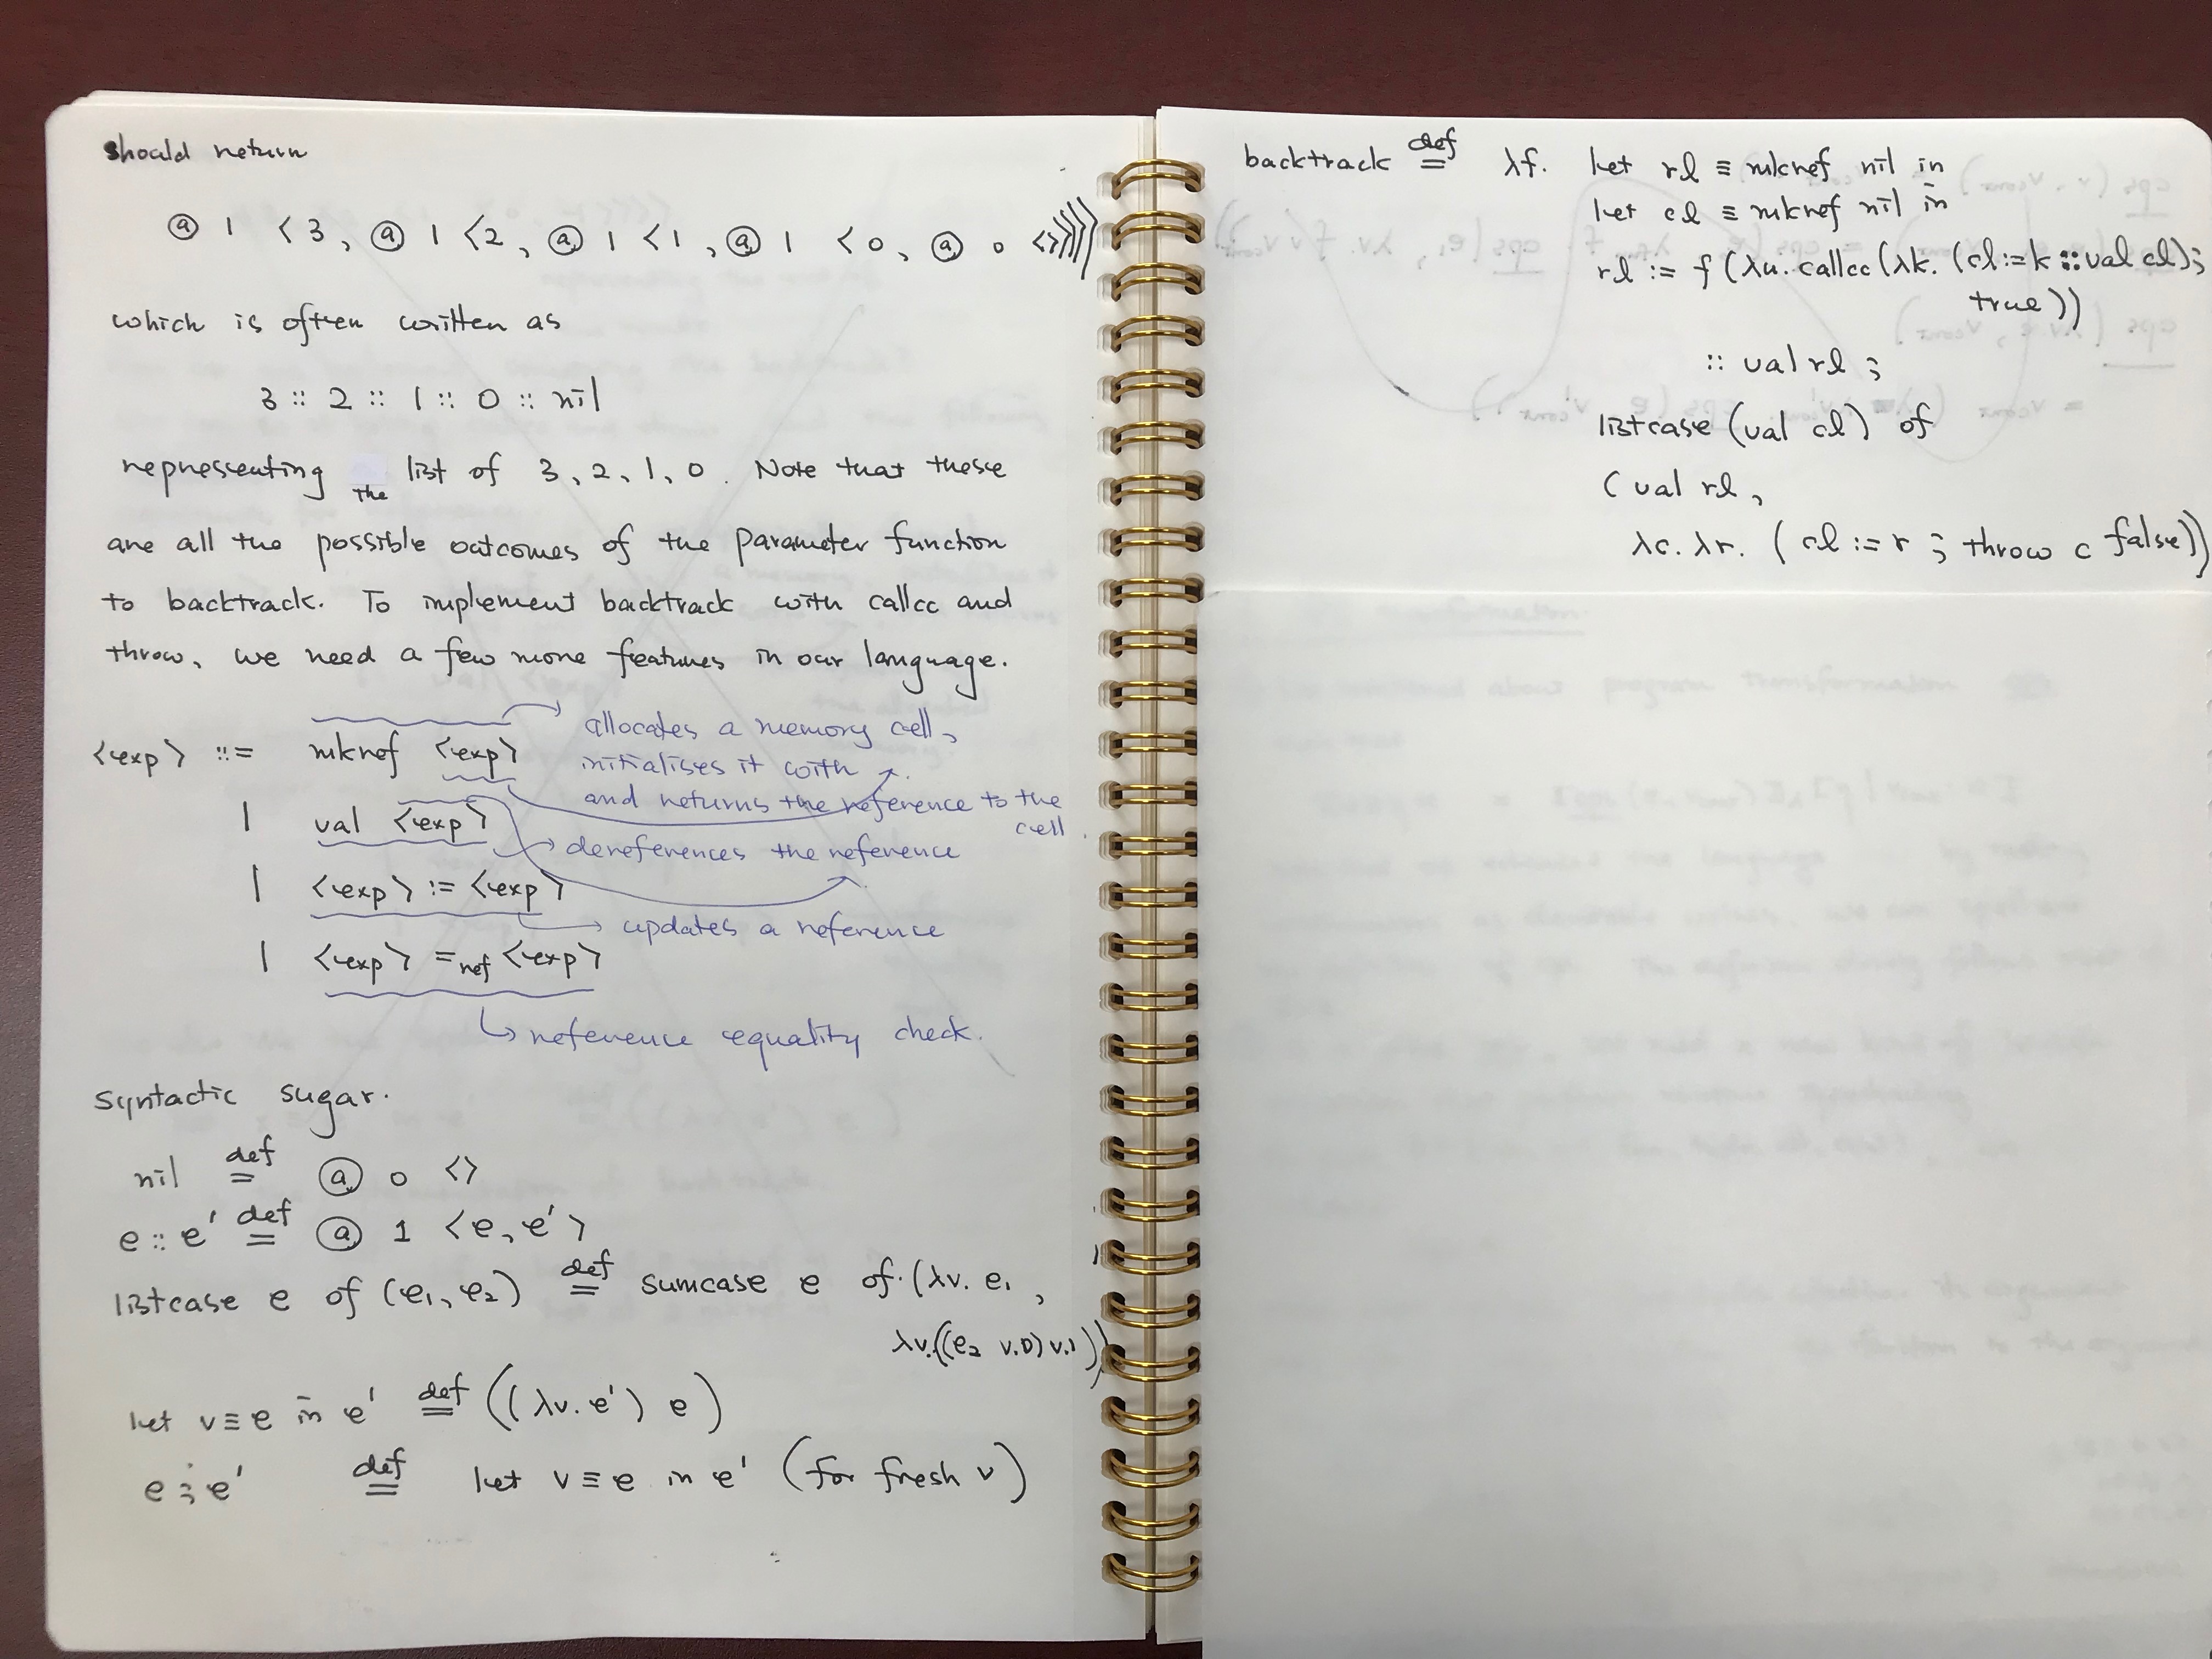 should return
@ 1 <3, @ 1 <2, @ 1 <1, @ 1 <0, @ 0 <>>>>>
which is often written as
3 :: 2 :: 1 :: 0 :: nil
representing the list of 3, 2, 1, 0. Note that these
are all the possible outcomes of the parameter function
to backtrack. To implement backtrack with callcc and
throw, we need a few more features in our language.
<exp> ::= mkref <exp>
allocates a memory cell,
initialises it with
and returns the reference to the
cell.
| val <exp>
dereferences the reference
| <exp> := <exp>
updates a reference
| <exp> =ref <exp>
reference equality check.
Syntactic sugar.
nil def= @ 0 <>
e :: e' def= @ 1 <e, e'>
listcase e of (e₁, e₂) def= sumcase e of (λv. e₁,
λv.((e₂ v.0) v.1))
let v ≡ e in e' def= ((λv. e') e)
e ; e' def= let v ≡ e in e' (for fresh v)
backtrack def= λf. let rl ≡ mkref nil in
let cl ≡ mkref nil in
rl := f (λu. callcc (λk. (cl := k :: val cl);
true))
:: val rl ;
listcase (val cl) of
(val rl,
λc. λr. (cl := r ; throw c false))